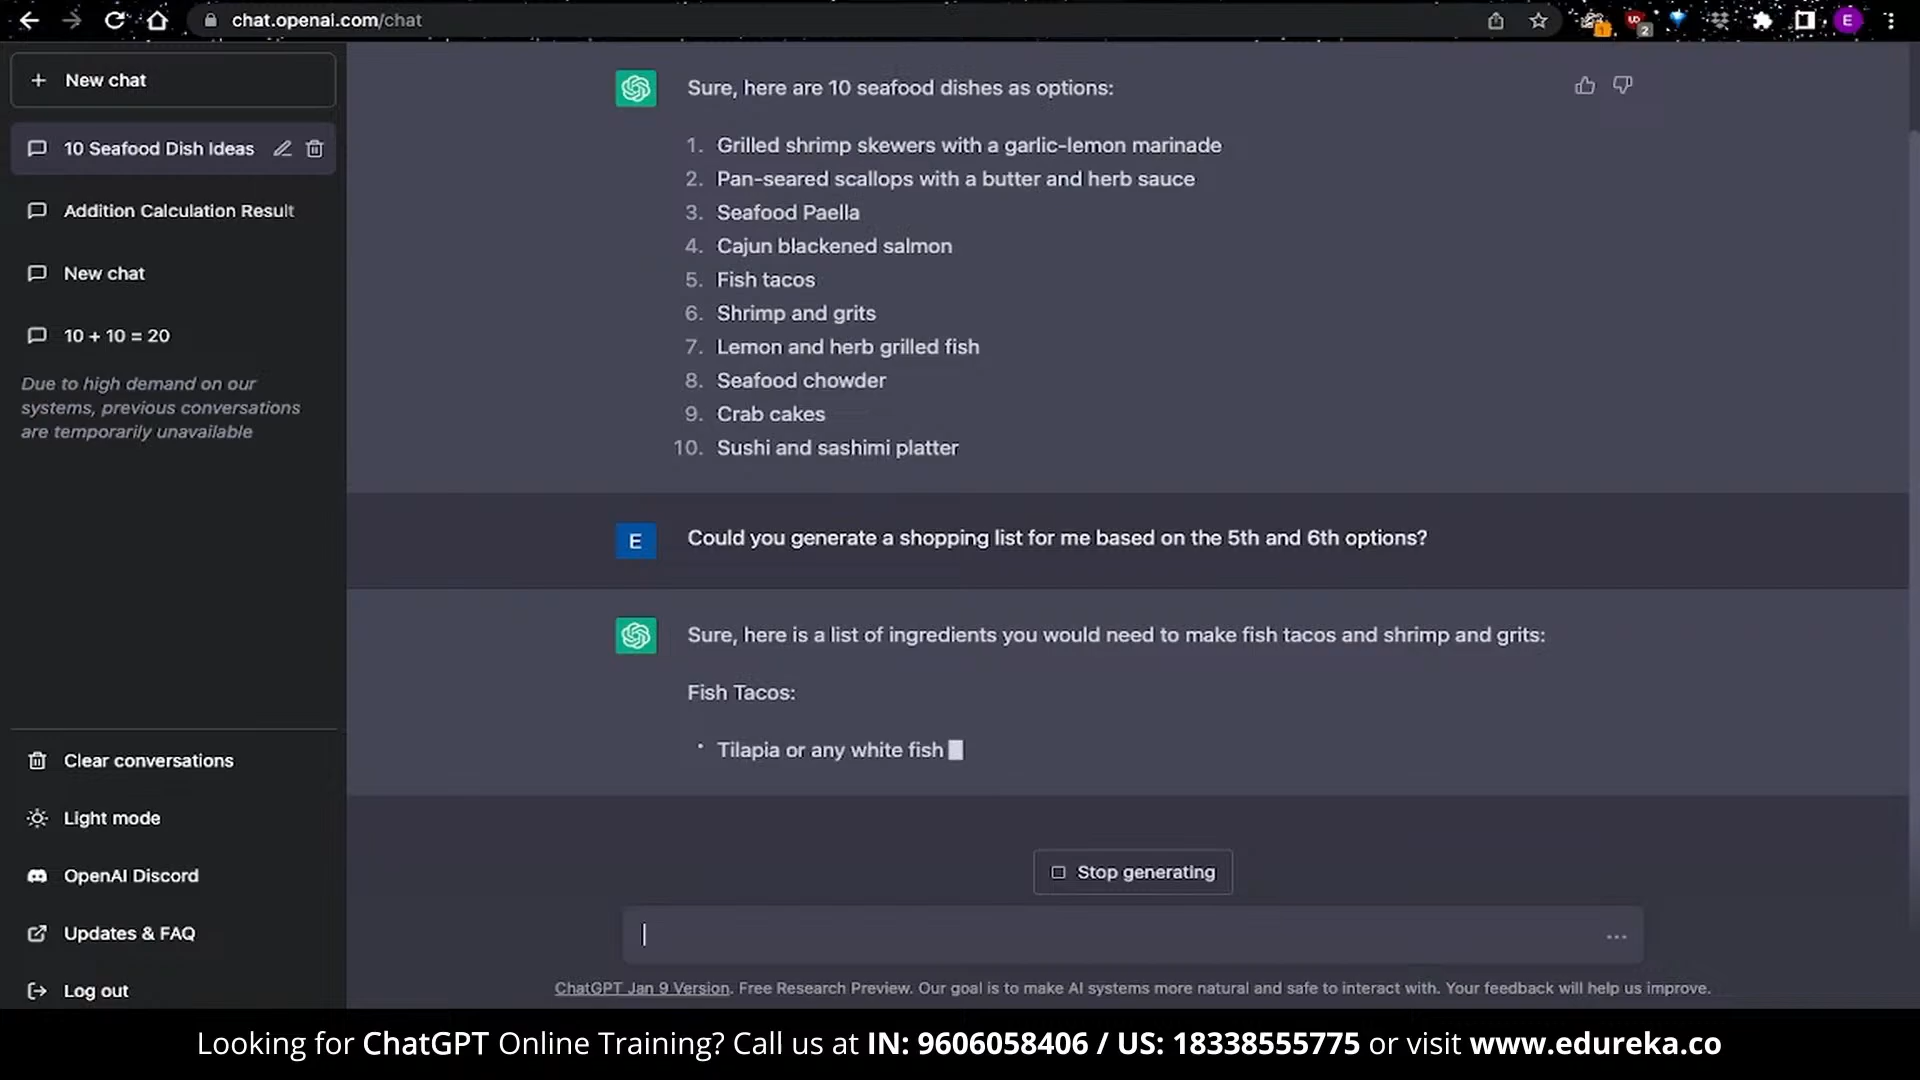 chat.openai.com/chat
New chat
10 Seafood Dish Ideas
Addition Calculation Result
New chat
10 + 10 = 20
Due to high demand on our
systems, previous conversations
are temporarily unavailable
Clear conversations
Light mode
OpenAI Discord
Updates & FAQ
Log out
Sure, here are 10 seafood dishes as options:
1. Grilled shrimp skewers with a garlic-lemon marinade
2. Pan-seared scallops with a butter and herb sauce
3. Seafood Paella
4. Cajun blackened salmon
5. Fish tacos
6. Shrimp and grits
7. Lemon and herb grilled fish
8. Seafood chowder
9. Crab cakes
10. Sushi and sashimi platter
E
Could you generate a shopping list for me based on the 5th and 6th options?
Sure, here is a list of ingredients you would need to make fish tacos and shrimp and grits:
Fish Tacos:
• Tilapia or any white fish
Stop generating
ChatGPT Jan 9 Version. Free Research Preview. Our goal is to make AI systems more natural and safe to interact with. Your feedback will help us improve.
Looking for ChatGPT Online Training? Call us at IN: 9606058406 / US: 18338555775 or visit www.edureka.co